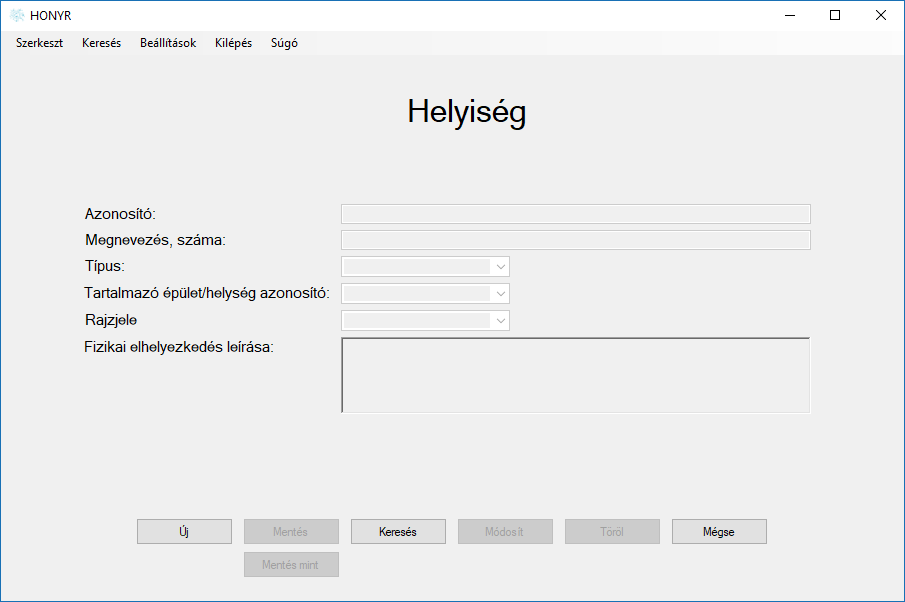 HONYR
Szerkeszt Keresés Beállítások Kilépés Súgó
Helyiség
Azonosító:
Megnevezés, száma:
Típus:
Tartalmazó épület/helység azonosító:
Rajzjele
Fizikai elhelyezkedés leírása:
Új Mentés Keresés Módosít Töröl Mégse
Mentés mint